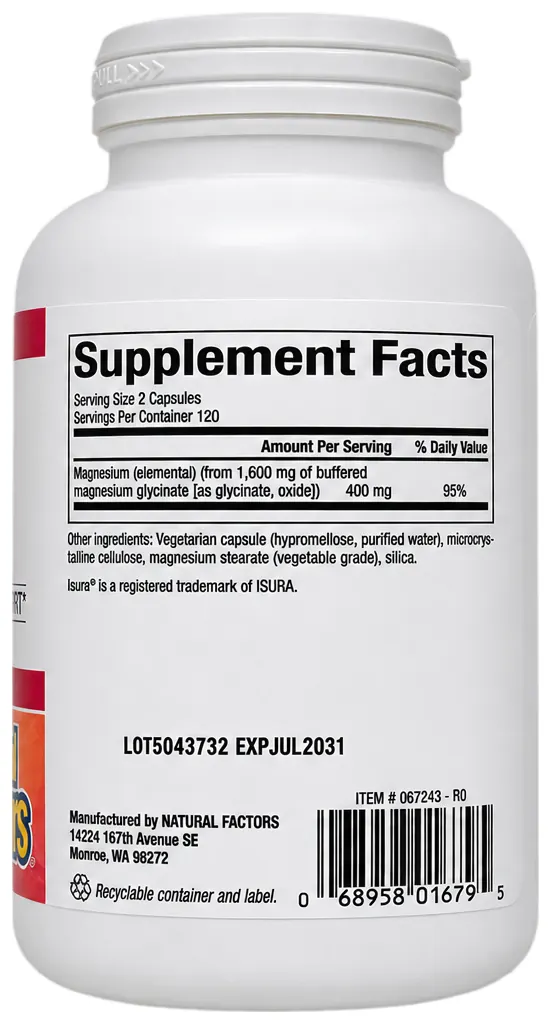 PULL >>>
Supplement Facts
Serving Size 2 Capsules
Servings Per Container 120
Amount Per Serving % Daily Value
Magnesium (elemental) (from 1,600 mg of buffered
magnesium glycinate [as glycinate, oxide]) 400 mg 95%
Other ingredients: Vegetarian capsule (hypromellose, purified water), microcrys-
talline cellulose, magnesium stearate (vegetable grade), silica.
Isura® is a registered trademark of ISURA.
LOT5043732 EXPJUL2031
ITEM # 067243 - R0
Manufactured by NATURAL FACTORS
14224 167th Avenue SE
Monroe, WA 98272
Recyclable container and label.
0 68958 01679 5